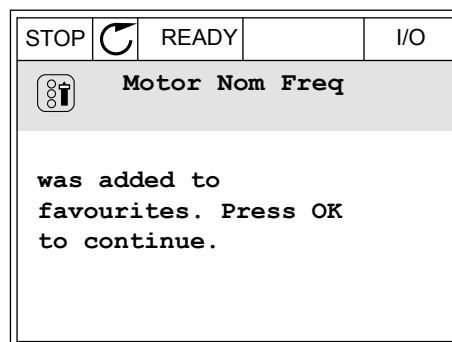 STOP READY I/O
Motor Nom Freq
was added to
favourites. Press OK
to continue.